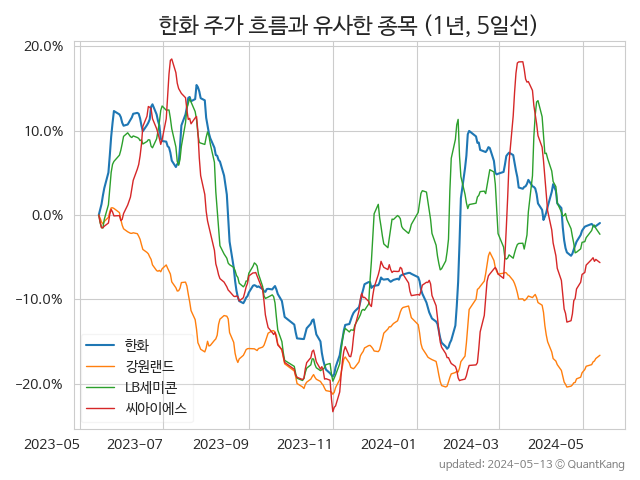 한화 주가 흐름과 유사한 종목 (1년, 5일선)
20.0%
10.0%
0.0%
−10.0%
−20.0%
한화
강원랜드
LB세미콘
씨아이에스
2023-05 2023-07 2023-09 2023-11 2024-01 2024-03 2024-05
updated: 2024-05-13 © QuantKang